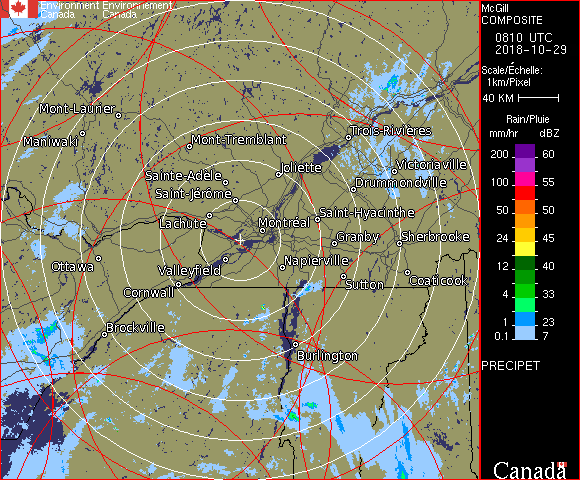 Environment Environnement
Canada Canada
McGill
COMPOSITE
0810 UTC
2018-10-29
Scale/Échelle:
1km/Pixel
40 KM
Rain/Pluie
mm/hr dBZ
200 60
100 55
50 50
24 45
12 40
4 33
1 23
0.1 7
PRECIPET
Canada
Mont-Laurier
Maniwaki
Mont-Tremblant
Trois-Rivières
Sainte-Adèle
Joliette
Victoriaville
Saint-Jérôme
Drummondville
Lachute
Montréal
Saint-Hyacinthe
Granby
Sherbrooke
Ottawa
Valleyfield
Napierville
Cornwall
Sutton
Coaticook
Brockville
Burlington